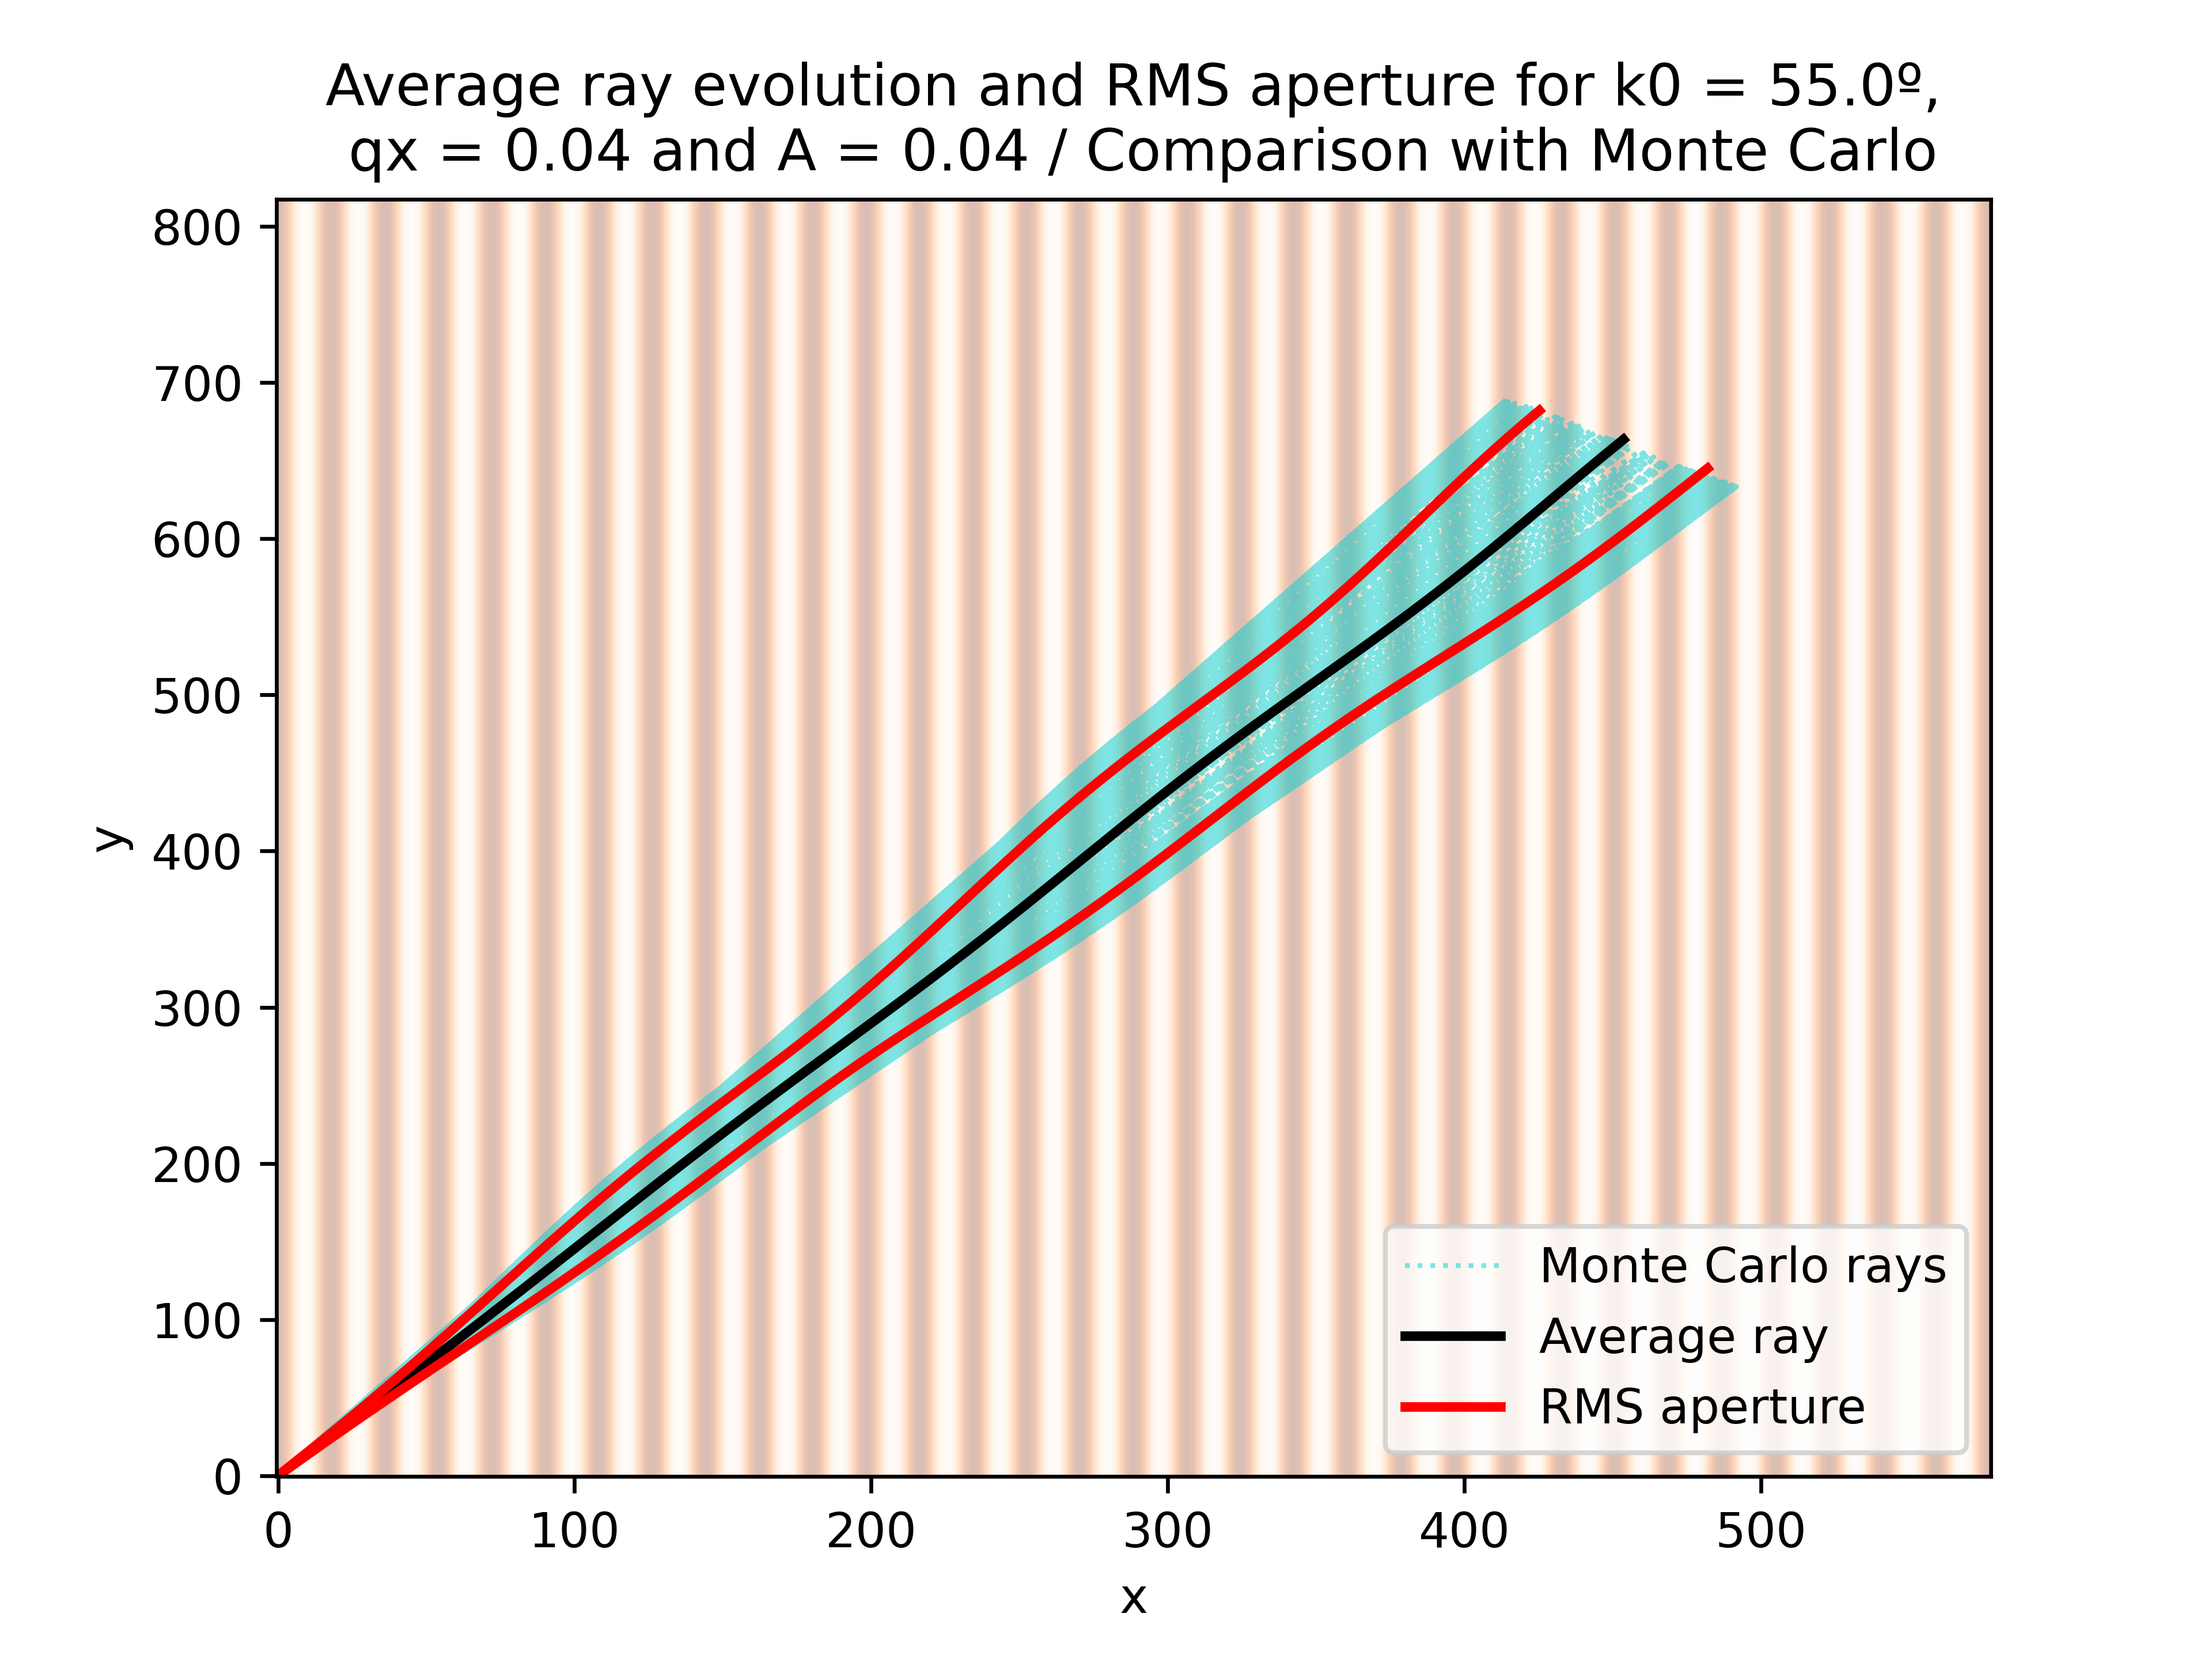 Average ray evolution and RMS aperture for k0 = 55.0º,
qx = 0.04 and A = 0.04 / Comparison with Monte Carlo
800
700
600
500
400
300
200
100
0
y
0 100 200 300 400 500
x
Monte Carlo rays
Average ray
RMS aperture